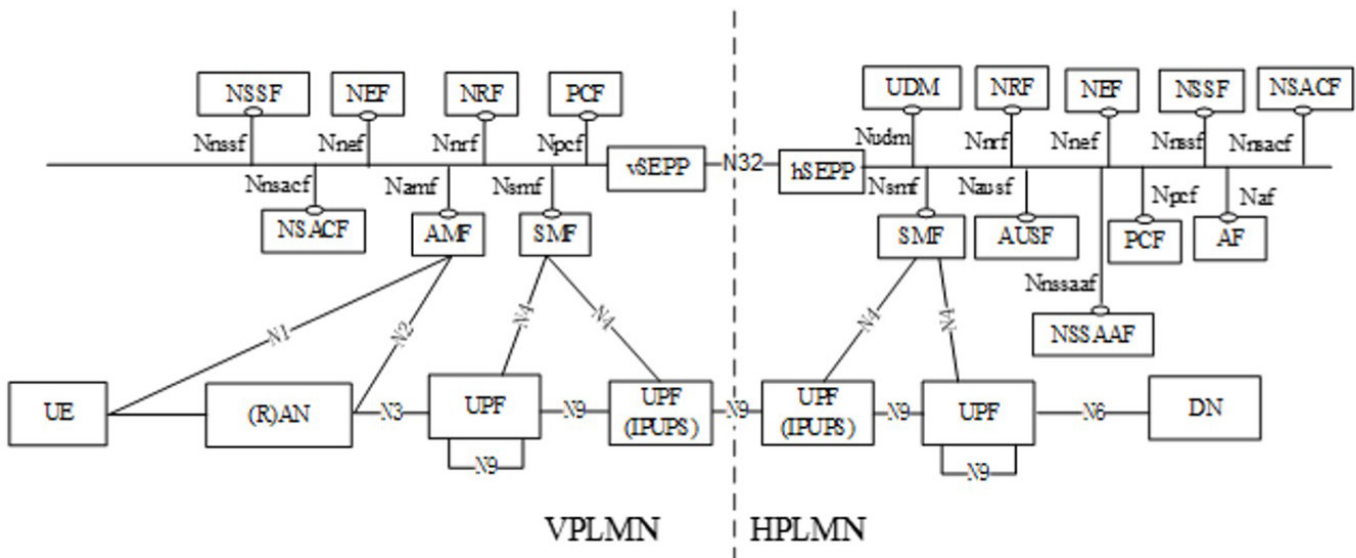 NSSF NEF NRF PCF UDM NRF NEF NSSF NSACF
Nnssf Nnef Nnrf Npcf Nudm Nnrf Nnef Nnssf Nnsacf
vSEPP N32 hSEPP
Nnsacf Namf Nsmf Nsmf Nausf Npcf Naf
NSACF AMF SMF SMF AUSF PCF AF
Nnssaaf
N1 N2 N4 N4 N4 N4
NSSAAF
UE (R)AN N3 UPF N9 UPF N9 UPF N9 UPF N6 DN
(IPUPS) (IPUPS)
N9 N9
VPLMN HPLMN